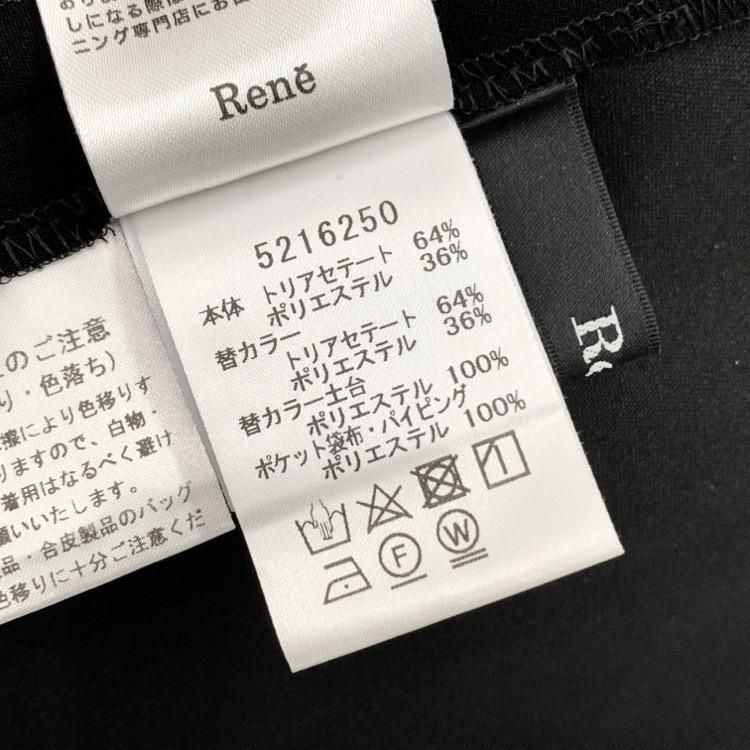 しになる際は
ニング専門店にお
René
5216250
本体 トリアセテート 64%
ポリエステル 36%
替カラー
トリアセテート 64%
ポリエステル 36%
替カラー土台
ポリエステル 100%
ポケット袋布・パイピング
ポリエステル 100%
F
W
のご注意
り・色落ち)
により色移りす
りますので、白物・
着用はなるべく避け
願いいたします。
品・合皮製品のバッグ
色移りに十分ご注意くだ
R